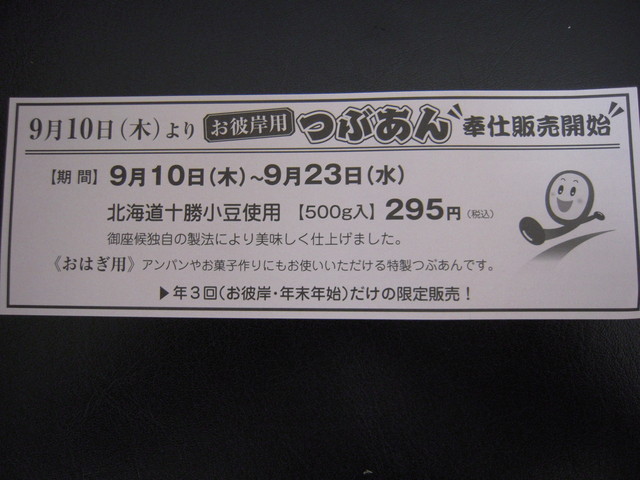 9月10日(木)より お彼岸用 つぶあん 奉仕販売開始
【期 間】 9月10日(木)~9月23日(水)
北海道十勝小豆使用 【500g入】 295円(税込)
御座候独自の製法により美味しく仕上げました。
《おはぎ用》アンパンやお菓子作りにもお使いいただける特製つぶあんです。
▶年3回(お彼岸・年末年始)だけの限定販売!